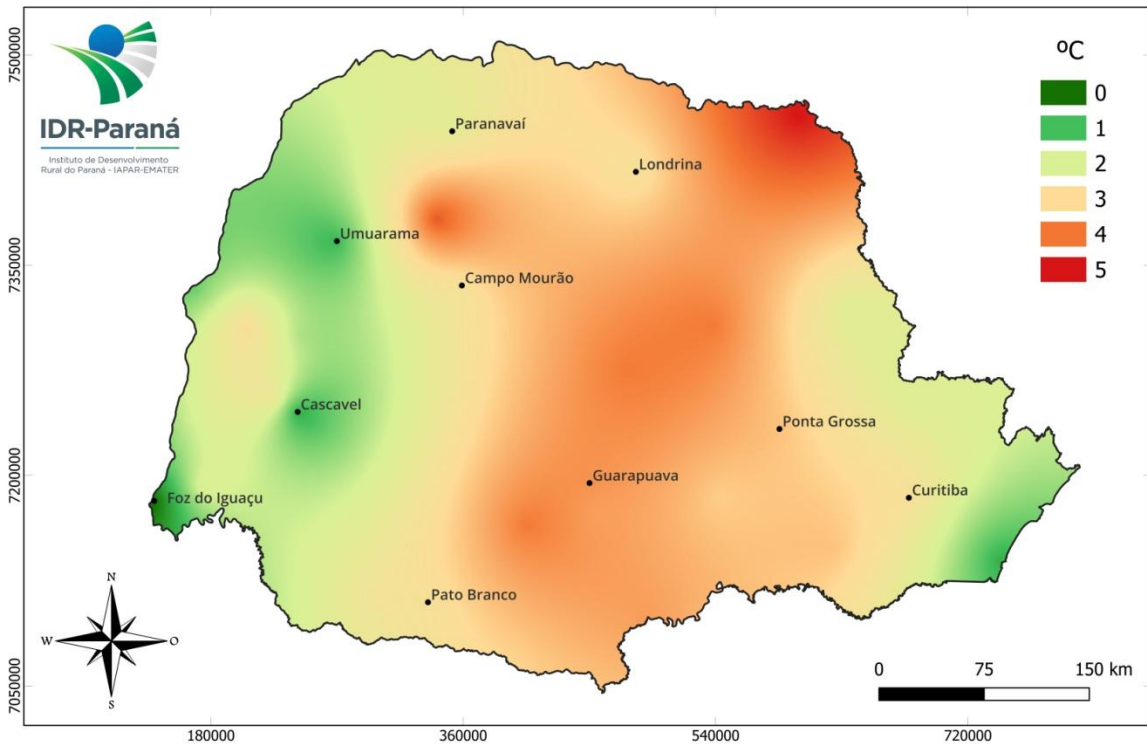 IDR-Paraná
Instituto de Desenvolvimento
Rural do Paraná - IAPAR-EMATER
ºC
0
1
2
3
4
5
Paranavaí
Londrina
Umuarama
Campo Mourão
Cascavel
Ponta Grossa
Guarapuava
Foz do Iguaçu
Curitiba
Pato Branco
N
W
O
S
0 75 150 km
7500000
7350000
7200000
7050000
180000 360000 540000 720000